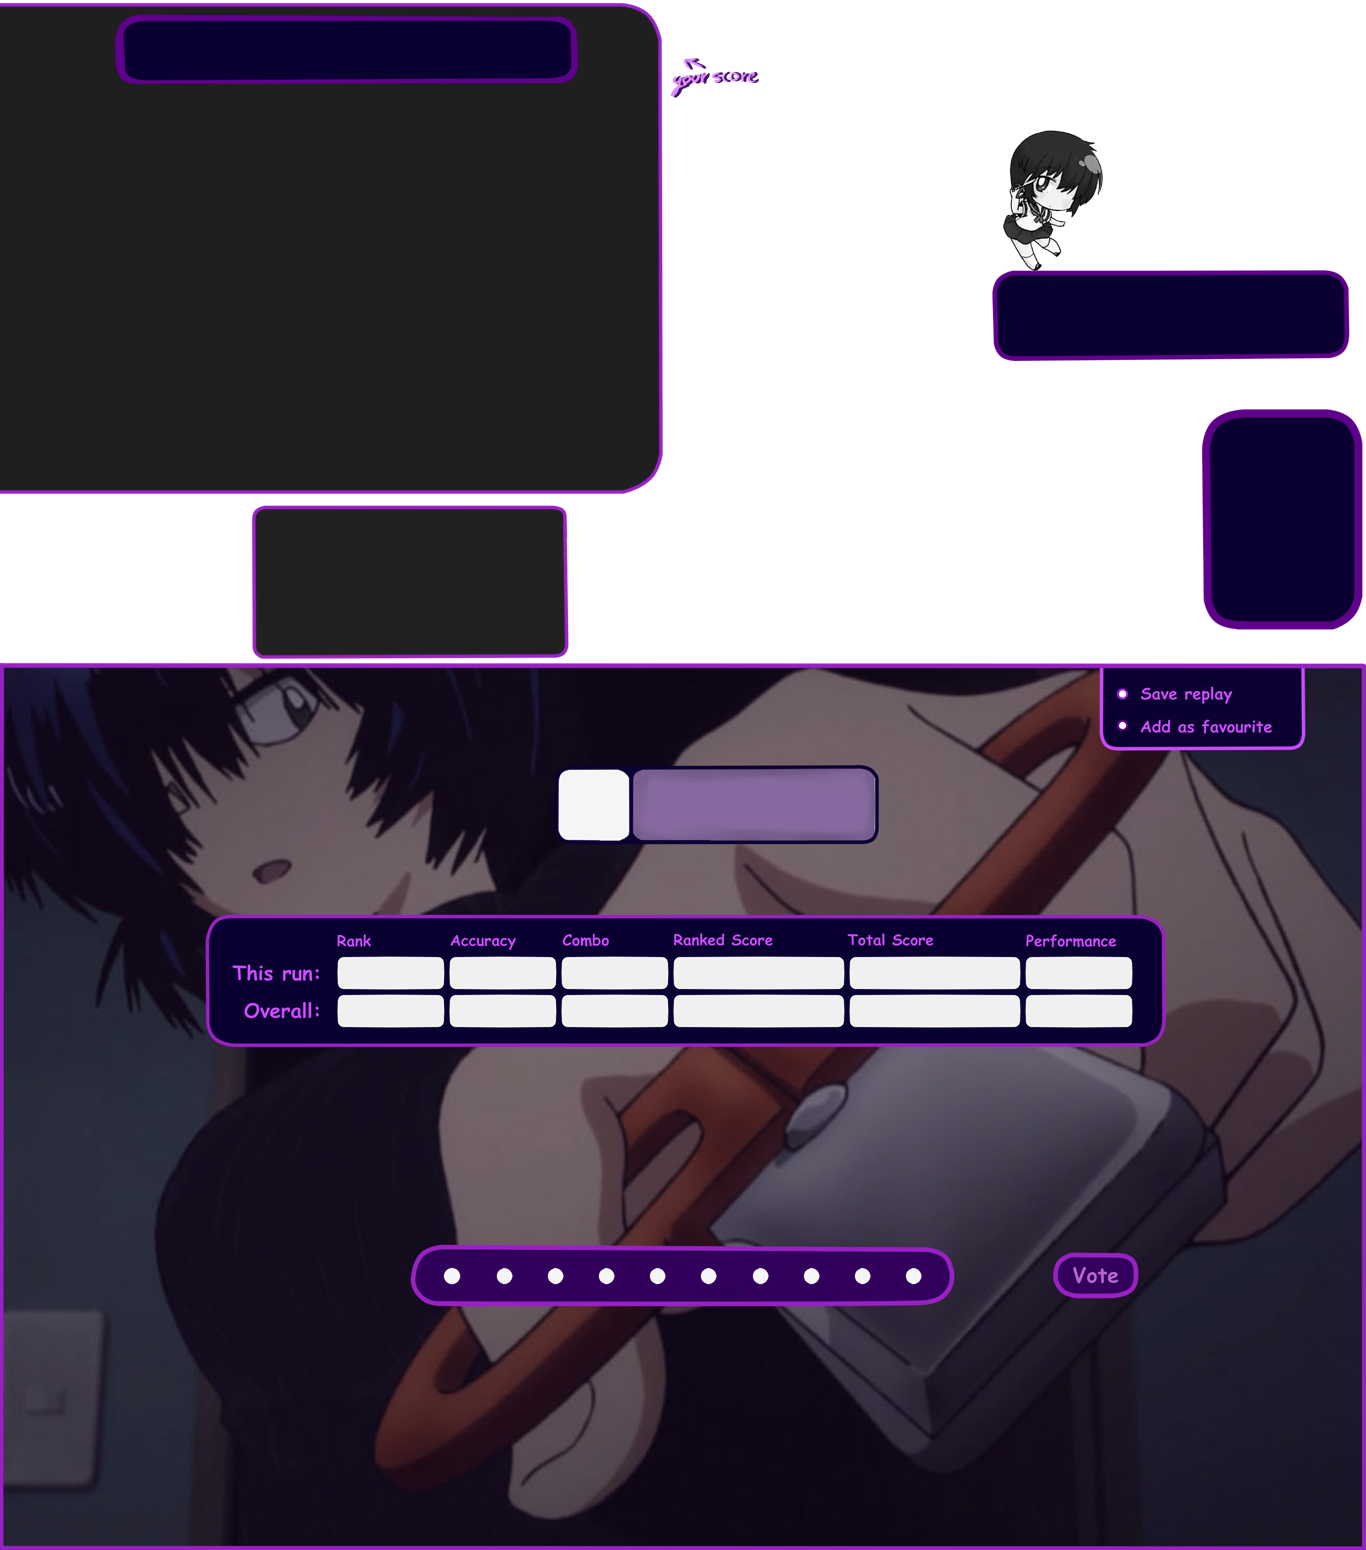 your score
Save replay
Add as favourite
Rank Accuracy Combo Ranked Score Total Score Performance
This run:
Overall:
Vote